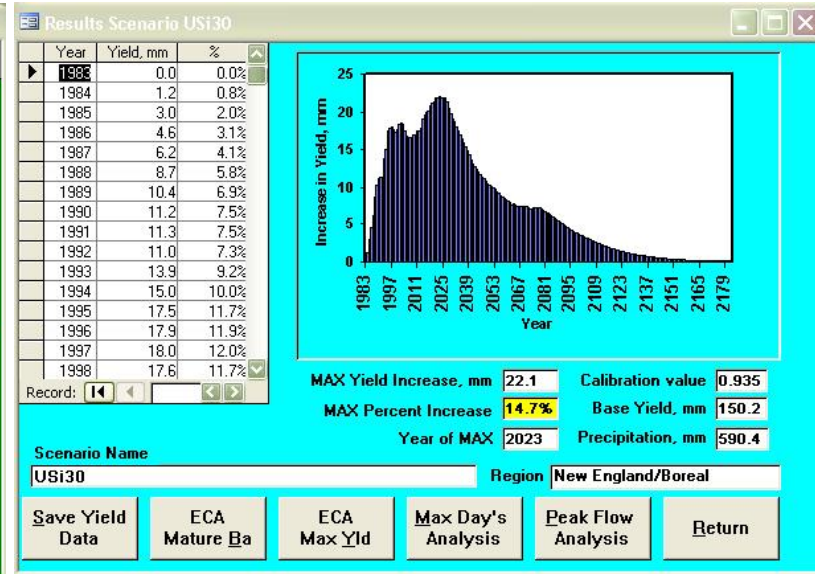 Results Scenario USi30
Year Yield, mm %
1983 0.0 0.0%
1984 1.2 0.8%
1985 3.0 2.0%
1986 4.6 3.1%
1987 6.2 4.1%
1988 8.7 5.8%
1989 10.4 6.9%
1990 11.2 7.5%
1991 11.3 7.5%
1992 11.0 7.3%
1993 13.9 9.2%
1994 15.0 10.0%
1995 17.5 11.7%
1996 17.9 11.9%
1997 18.0 12.0%
1998 17.6 11.7%
Record:
Increase in Yield, mm
25
20
15
10
5
0
1983 1997 2011 2025 2039 2053 2067 2081 2095 2109 2123 2137 2151 2165 2179
Year
MAX Yield Increase, mm 22.1 Calibration value 0.935
MAX Percent Increase 14.7% Base Yield, mm 150.2
Year of MAX 2023 Precipitation, mm 590.4
Scenario Name
USi30 Region New England/Boreal
Save Yield Data
ECA Mature Ba
ECA Max Yld
Max Day's Analysis
Peak Flow Analysis
Return